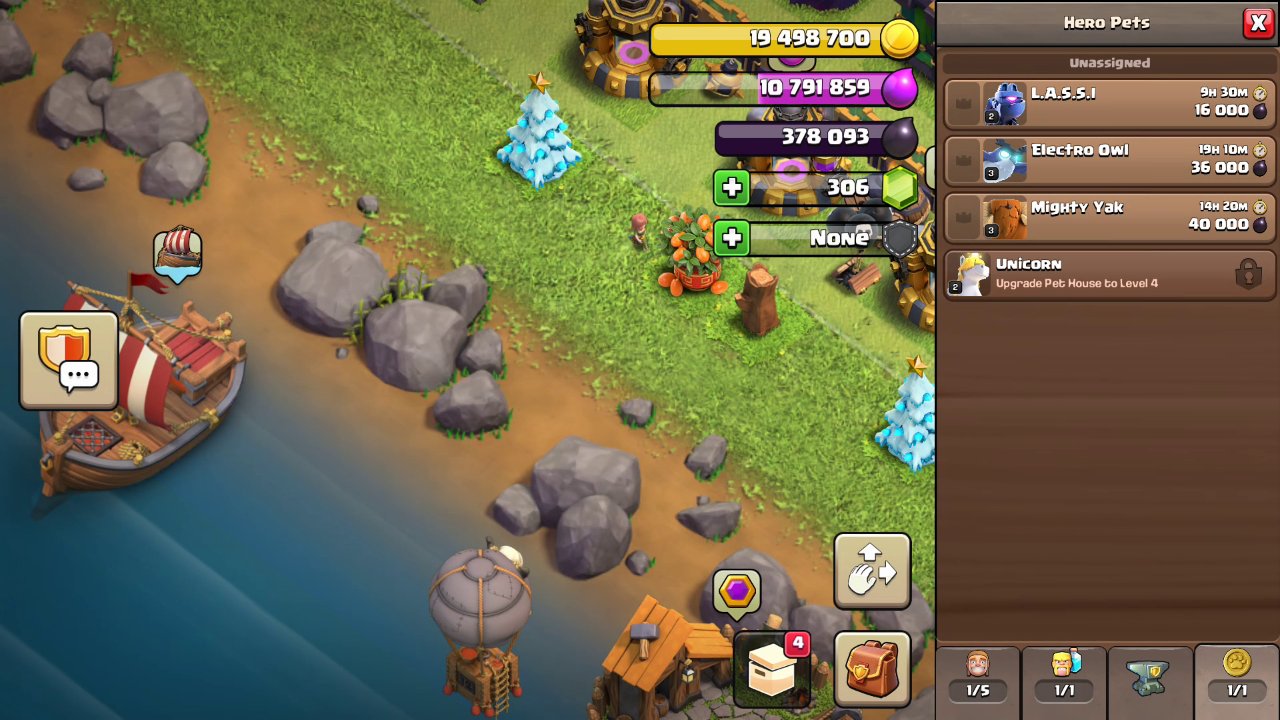 19 498 700
10 791 859
378 093
306
None
4
Hero Pets
X
Unassigned
L.A.S.S.I
9H 30M
16 000
2
Electro Owl
19H 10M
36 000
3
Mighty Yak
14H 20M
40 000
3
Unicorn
Upgrade Pet House to Level 4
2
1/5
1/1
1/1